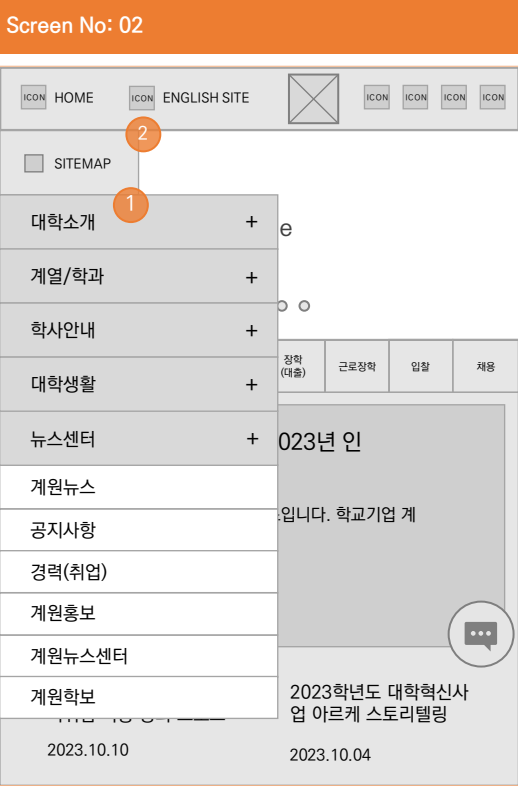 Screen No: 02
ICON HOME ICON ENGLISH SITE ICON ICON ICON ICON
2
SITEMAP
1
대학소개 +
e
계열/학과 +
학사안내 +
장학
(대출)
근로장학
입찰
채용
대학생활 +
뉴스센터 +
023년 인
계원뉴스
입니다. 학교기업 계
공지사항
경력(취업)
계원홍보
계원뉴스센터
계원학보
2023학년도 대학혁신사
업 아르케 스토리텔링
2023.10.10
2023.10.04